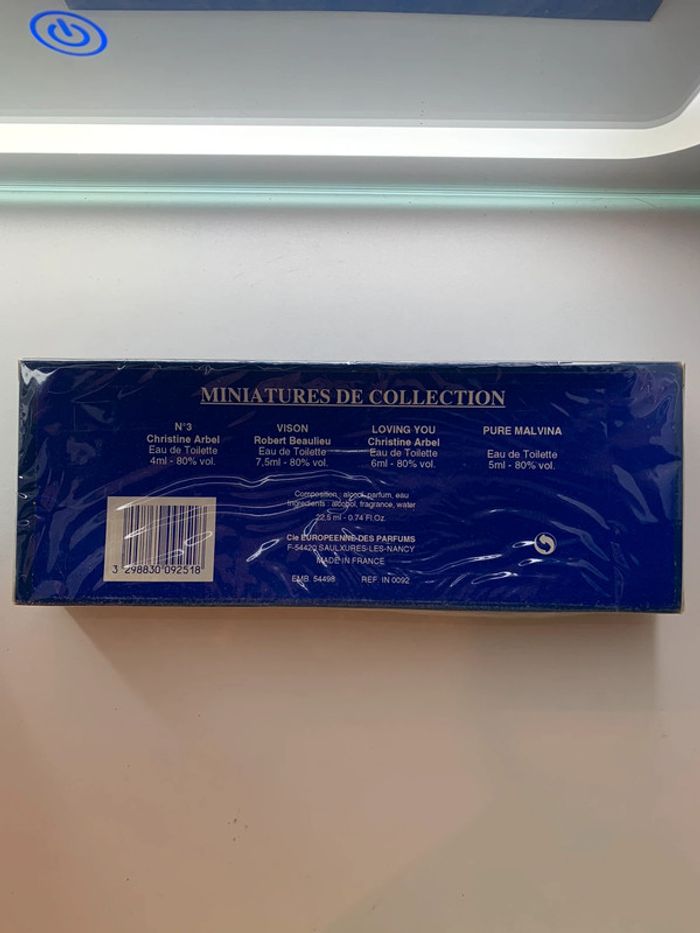 MINIATURES DE COLLECTION
N°3
Christine Arbel
Eau de Toilette
4ml - 80% vol.
VISON
Robert Beaulieu
Eau de Toilette
7,5ml - 80% vol.
LOVING YOU
Christine Arbel
Eau de Toilette
6ml - 80% vol.
PURE MALVINA
Eau de Toilette
5ml - 80% vol.
Composition : alcool, parfum, eau
Ingredients : alcohol, fragrance, water
22,5 ml - 0.74 Fl.Oz.
Cie EUROPEENNE DES PARFUMS
F-54420 SAULXURES-LES-NANCY
MADE IN FRANCE
EMB. 54498 REF. IN 0092
3 298830 092518